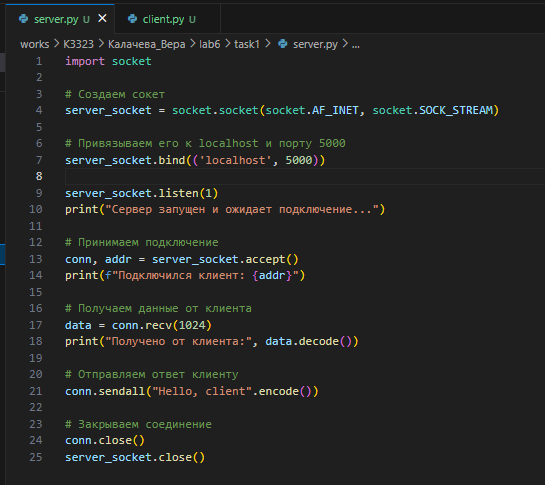 server.py U × client.py U
works > K3323 > Калачева_Вера > lab6 > task1 > server.py > ...
1 import socket
2
3 # Создаем сокет
4 server_socket = socket.socket(socket.AF_INET, socket.SOCK_STREAM)
5
6 # Привязываем его к localhost и порту 5000
7 server_socket.bind(('localhost', 5000))
8
9 server_socket.listen(1)
10 print("Сервер запущен и ожидает подключение...")
11
12 # Принимаем подключение
13 conn, addr = server_socket.accept()
14 print(f"Подключился клиент: {addr}")
15
16 # Получаем данные от клиента
17 data = conn.recv(1024)
18 print("Получено от клиента:", data.decode())
19
20 # Отправляем ответ клиенту
21 conn.sendall("Hello, client".encode())
22
23 # Закрываем соединение
24 conn.close()
25 server_socket.close()